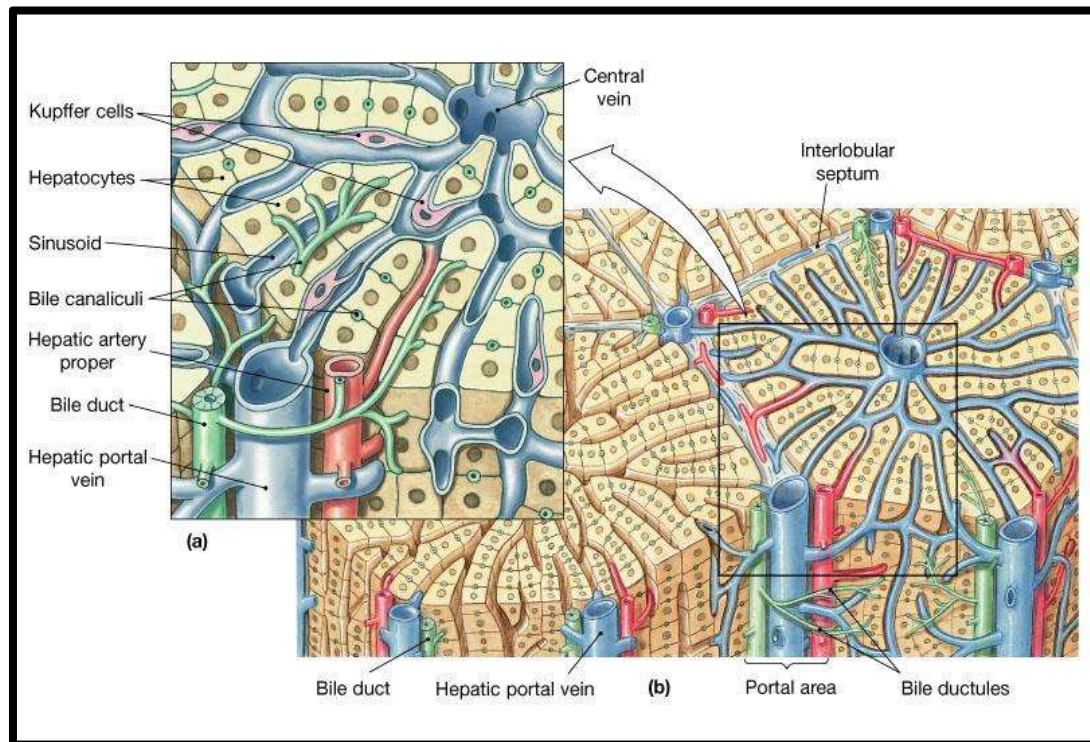 Kupffer cells
Hepatocytes
Sinusoid
Bile canaliculi
Hepatic artery
proper
Bile duct
Hepatic portal
vein
(a)
Central
vein
Interlobular
septum
Bile duct
Hepatic portal vein
(b)
Portal area
Bile ductules